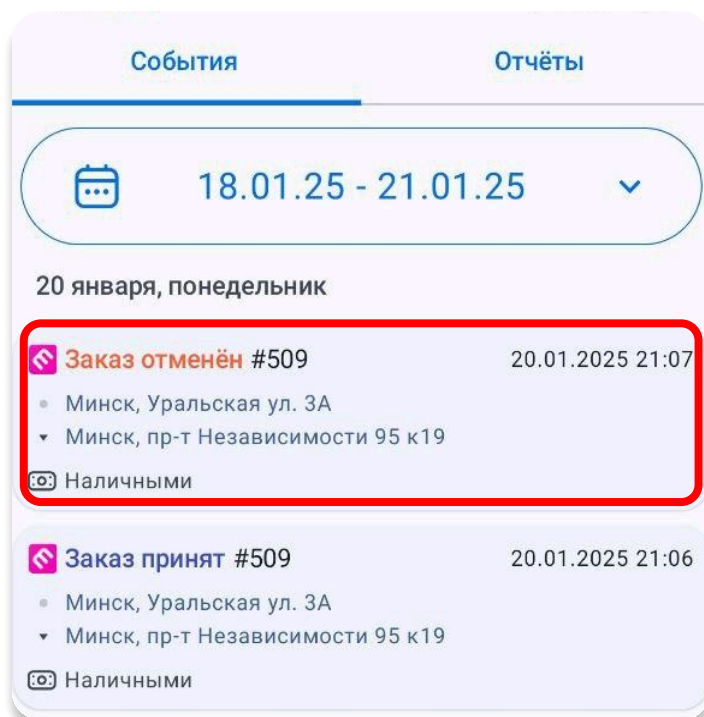 События
Отчёты
18.01.25 - 21.01.25
20 января, понедельник
Заказ отменён #509 20.01.2025 21:07
Минск, Уральская ул. 3А
Минск, пр-т Независимости 95 к19
Наличными
Заказ принят #509 20.01.2025 21:06
Минск, Уральская ул. 3А
Минск, пр-т Независимости 95 к19
Наличными